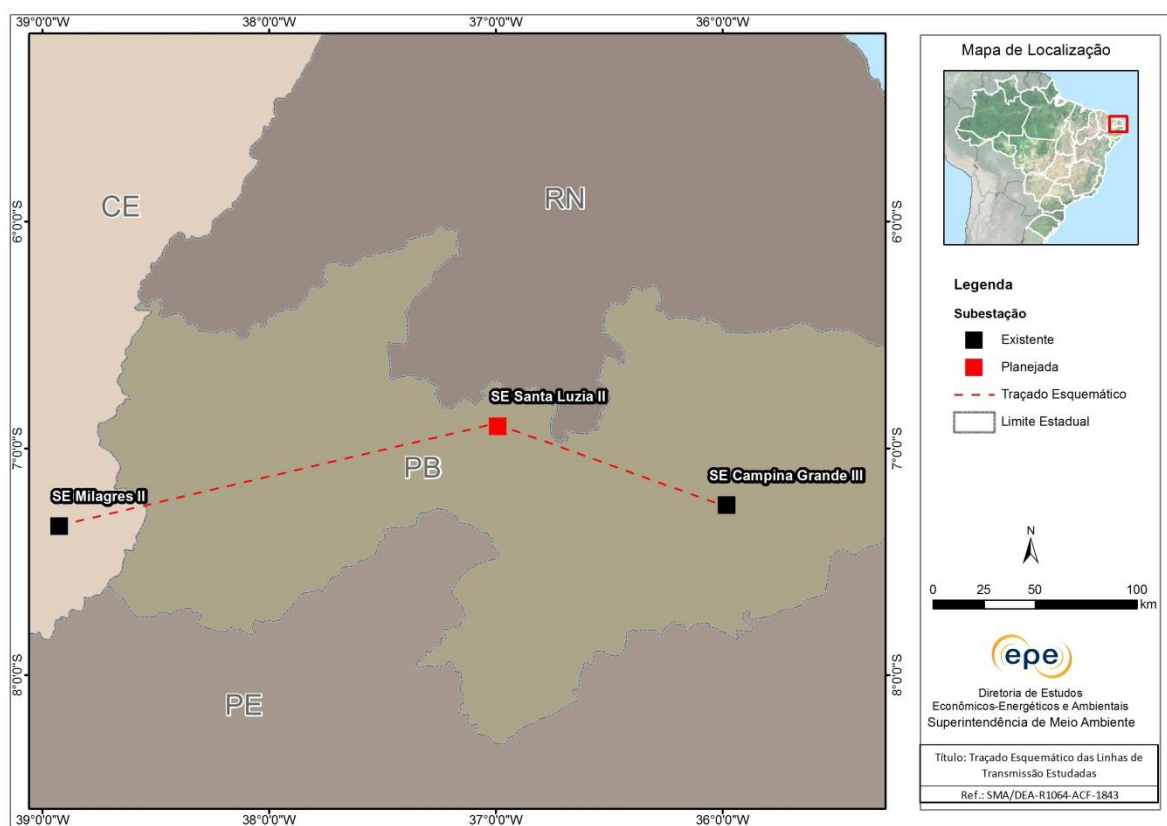 39°0'0"W
38°0'0"W
37°0'0"W
36°0'0"W
6°0'0"S
7°0'0"S
8°0'0"S
CE
RN
SE Santa Luzia II
PB
SE Campina Grande III
SE Milagres II
PE
6°0'0"S
7°0'0"S
8°0'0"S
39°0'0"W
38°0'0"W
37°0'0"W
36°0'0"W
Mapa de Localização
Legenda
Subestação
Existente
Planejada
Traçado Esquemático
Limite Estadual
N
0 25 50 100
km
epe
Diretoria de Estudos
Econômicos-Energéticos e Ambientais
Superintendência de Meio Ambiente
Título: Traçado Esquemático das Linhas de
Transmissão Estudadas
Ref.: SMA/DEA-R1064-ACF-1843